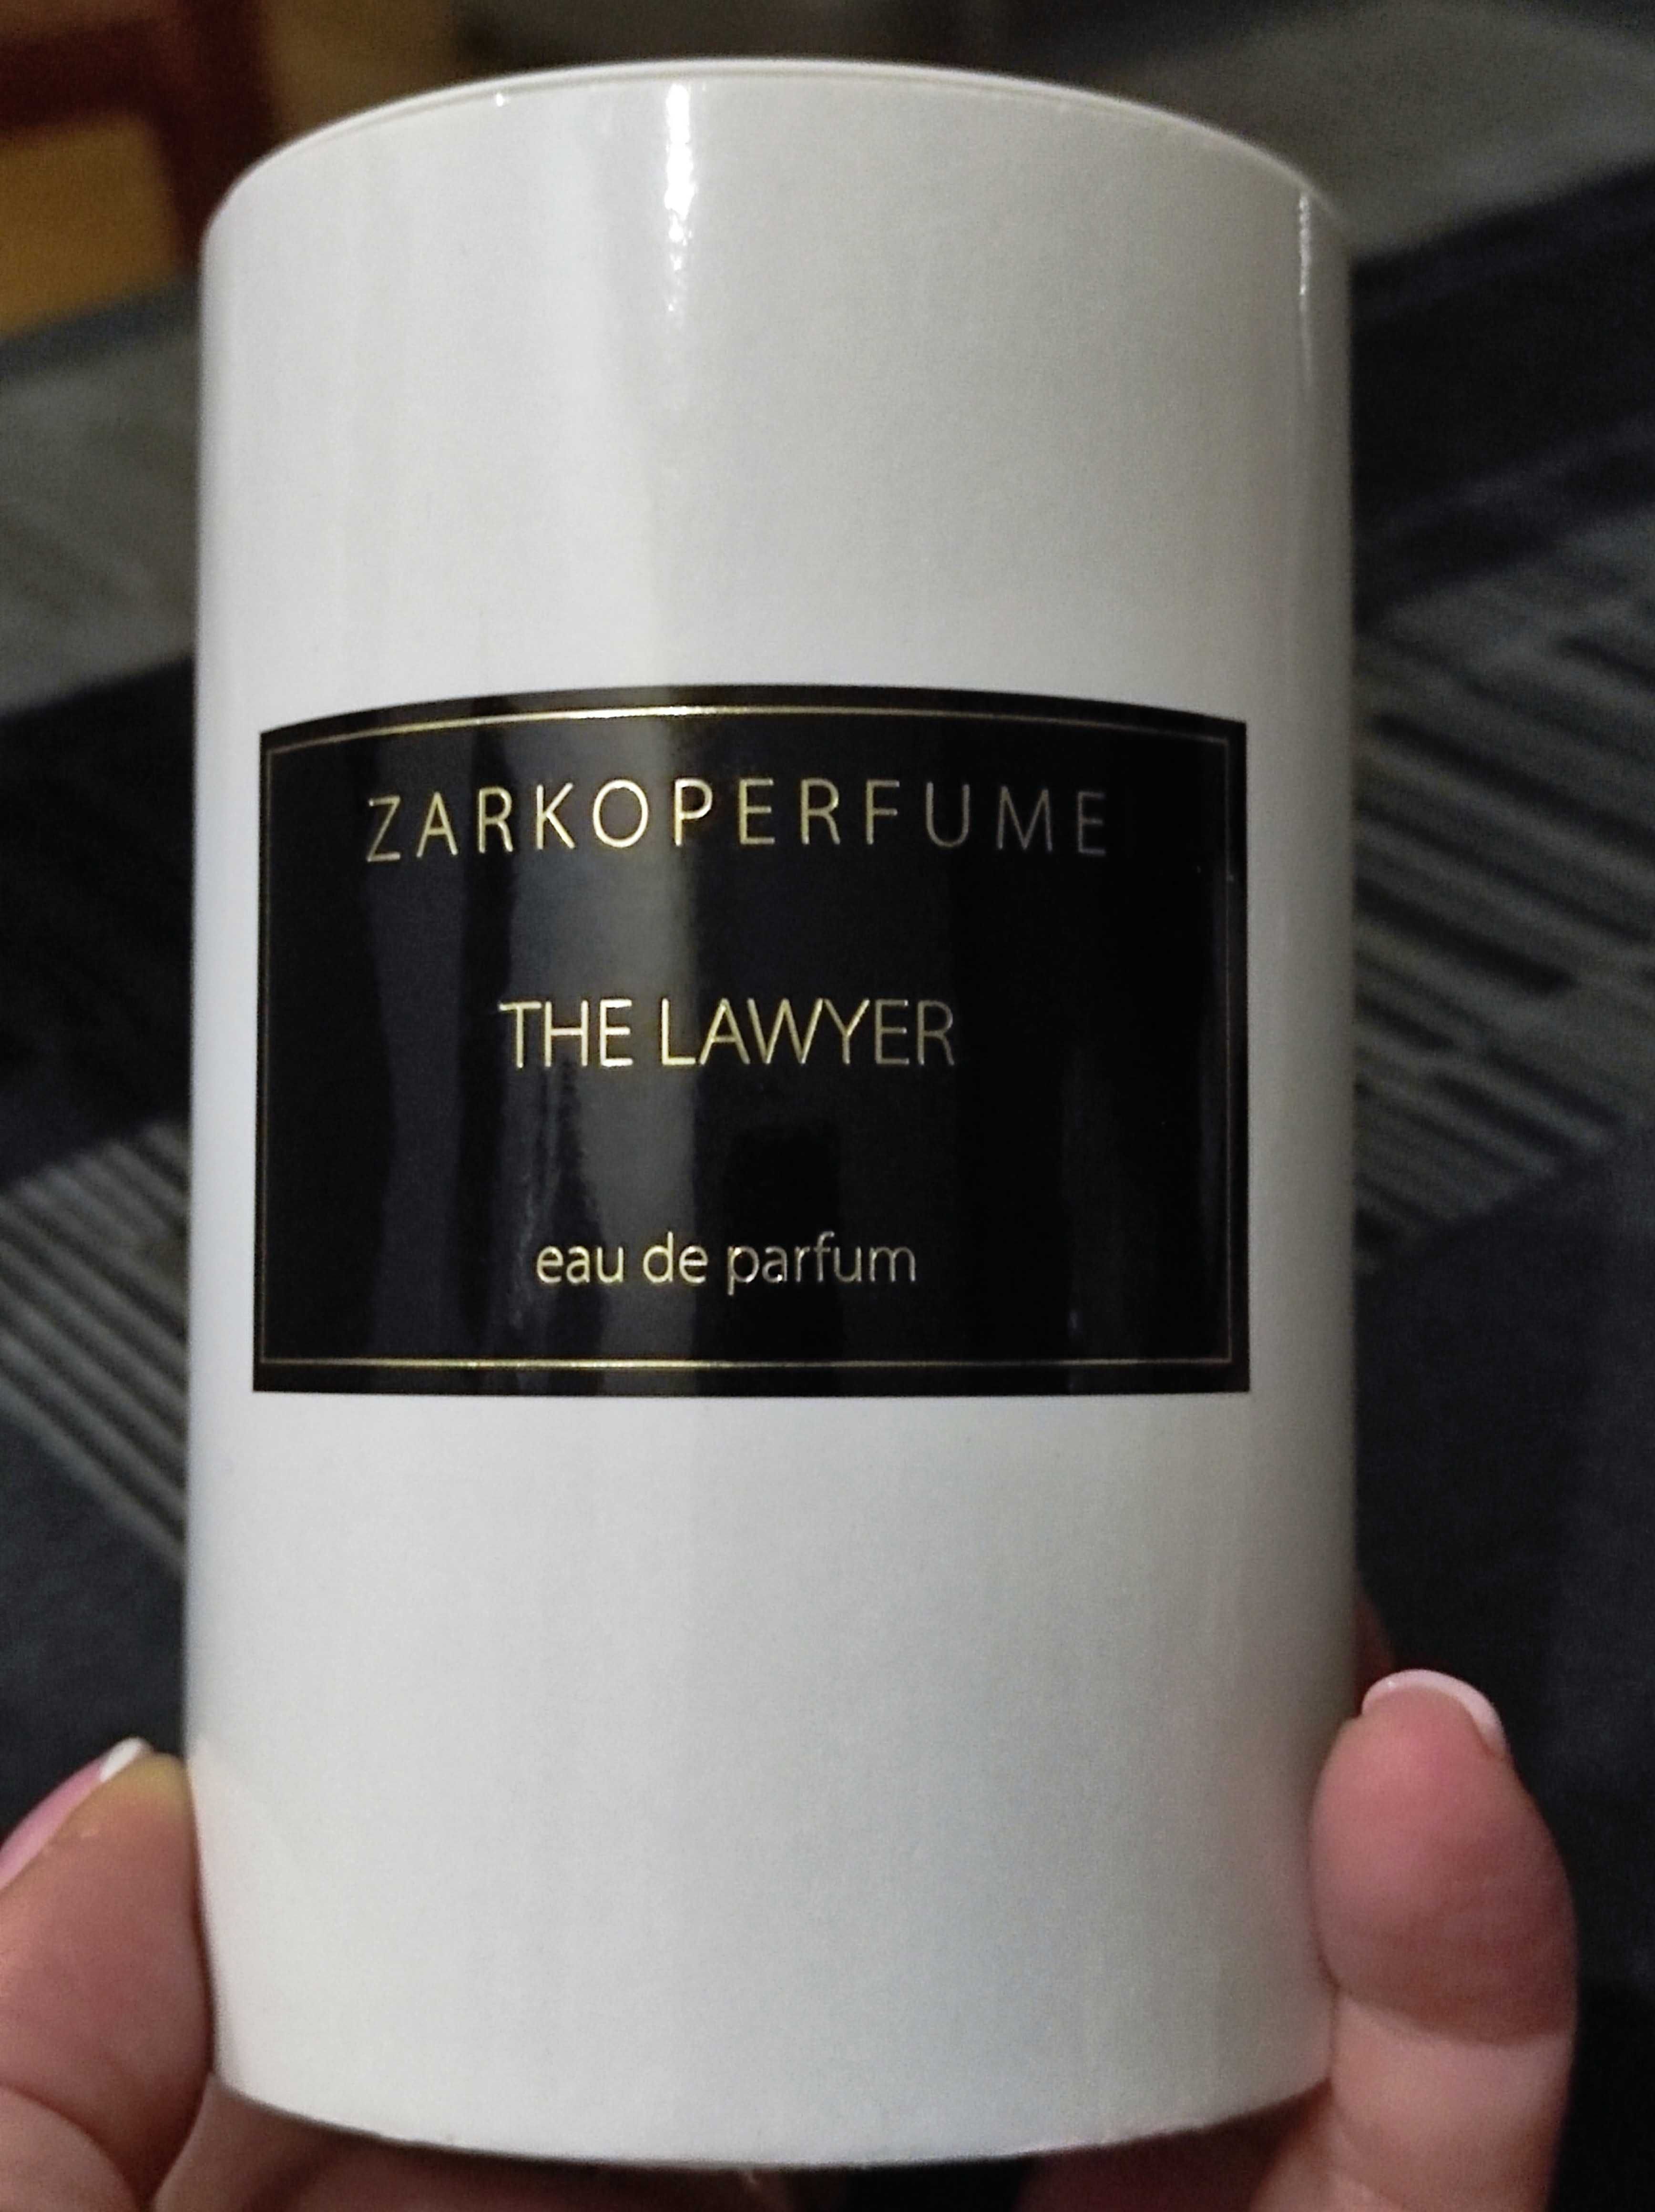 ZARKOPERFUME
THE LAWYER
eau de parfum